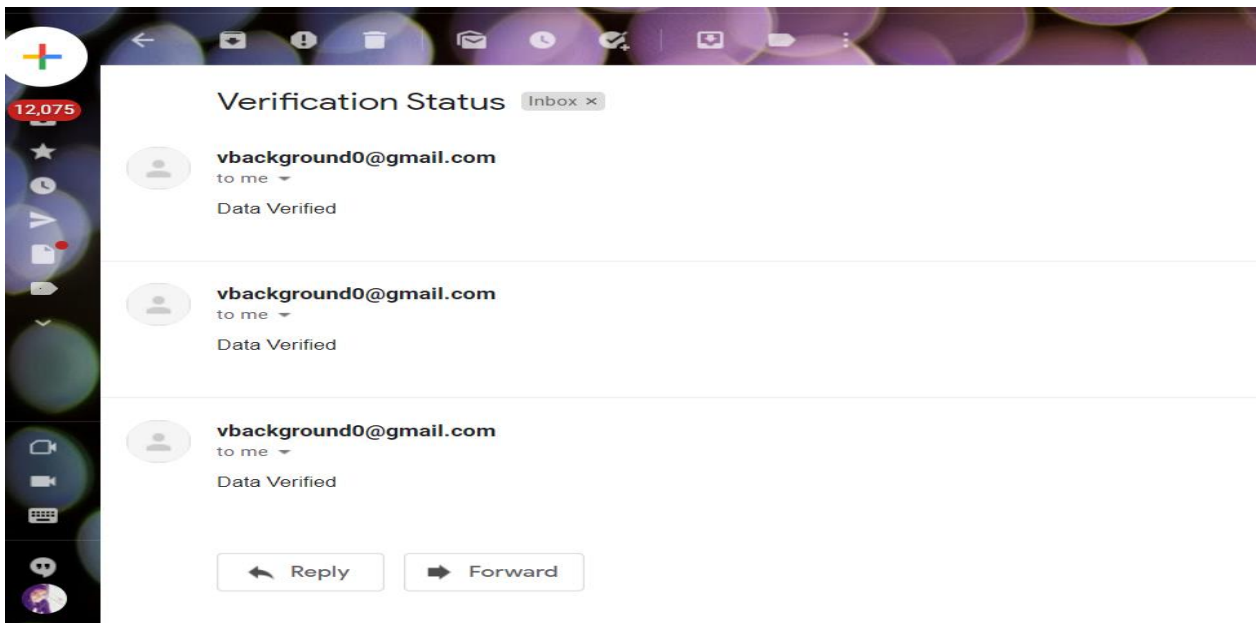 12,075
Verification Status Inbox ×
vbackground0@gmail.com
to me
Data Verified
vbackground0@gmail.com
to me
Data Verified
vbackground0@gmail.com
to me
Data Verified
Reply Forward